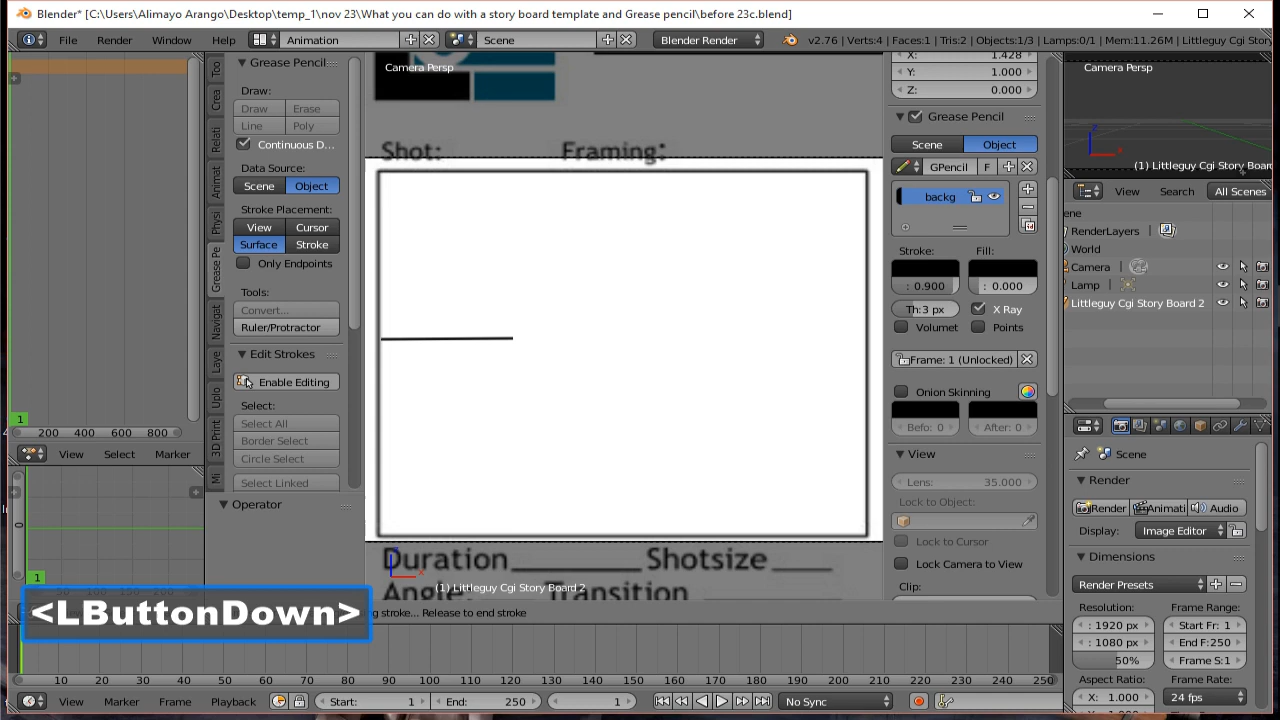 Blender* [C:\Users\Alimayo Arango\Desktop\temp_1\nov 23\What you can do with a story board template and Grease pencil\before 23c.blend]
File Render Window Help Animation Scene Blender Render v2.76 | Verts:4 | Faces:1 | Tris:2 | Objects:1/3 | Lamps:0/1 | Mem:11.26M | Littleguy Cgi Story
Too
Crea
Relati
Animat
Physi
Grease Pe
Navigat
Laye
Uplo
3D Print
Mi
Grease Pencil
Draw:
Draw Erase
Line Poly
Continuous D...
Data Source:
Scene Object
Stroke Placement:
View Cursor
Surface Stroke
Only Endpoints
Tools:
Convert...
Ruler/Protractor
Edit Strokes
Enable Editing
Select:
Select All
Border Select
Circle Select
Select Linked
Operator
1
200 400 600 800
View Select Marker
0
1
Camera Persp
Shot: Framing:
Duration Shotsize
(1) Littleguy Cgi Story Board 2
Angle: Transition
<LButtonDown>
g stroke... Release to end stroke
X: 1.428
Y: 1.000
Z: 0.000
Grease Pencil
Scene Object
GPencil F
backg
Stroke: Fill:
: 0.900 : 0.000
Th:3 px X Ray
Volumet Points
Frame: 1 (Unlocked)
Onion Skinning
Befo: 0 After: 0
View
Lens: 35.000
Lock to Object:
Lock to Cursor
Lock Camera to View
Clip:
Camera Persp
(1) Littleguy Cgi Story Board
View Search All Scenes
ene
RenderLayers
World
Camera
Lamp
Littleguy Cgi Story Board 2
Scene
Render
Render Animati Audio
Display: Image Editor
Dimensions
Render Presets
Resolution: Frame Range:
: 1920 px Start Fr: 1
: 1080 px End F:250
50% Frame S:1
Aspect Ratio: Frame Rate:
X: 1.000 24 fps
10 20 30 40 50 60 70 80 90 100 110 120 130 140 150 160 170 180 190 200 210 220 230 240 250
View Marker Frame Playback Start: 1 End: 250 1 No Sync